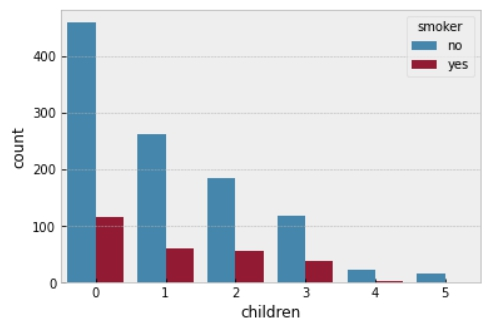 smoker
no
yes
400
300
200
100
0
count
0 1 2 3 4 5
children